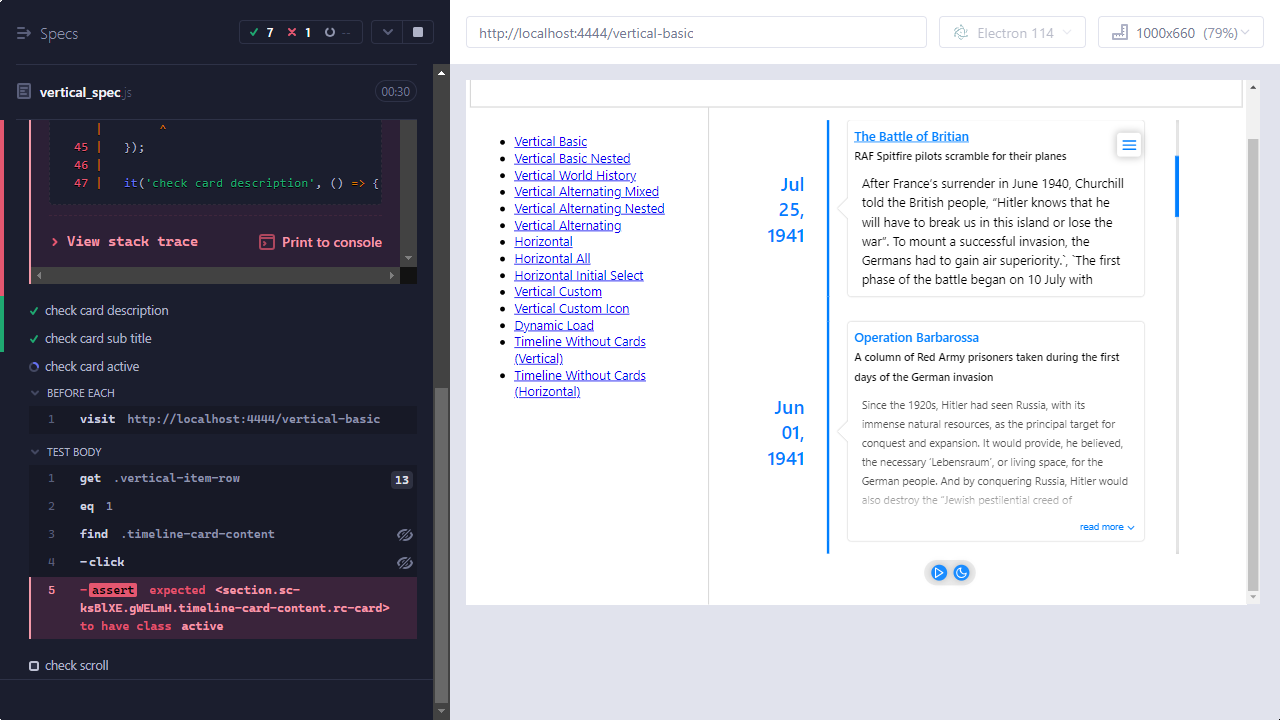 Specs
7
1
--
vertical_spec.js
00:30
| ^
45 | });
46 |
47 | it('check card description', () => {
> View stack trace
Print to console
check card description
check card sub title
check card active
BEFORE EACH
1 visit http://localhost:4444/vertical-basic
TEST BODY
1 get .vertical-item-row 13
2 eq 1
3 find .timeline-card-content
4 -click
5 -assert expected <section.sc-
ksBlXE.gWELmH.timeline-card-content.rc-card>
to have class active
check scroll
http://localhost:4444/vertical-basic
Electron 114
1000x660 (79%)
Vertical Basic
Vertical Basic Nested
Vertical World History
Vertical Alternating Mixed
Vertical Alternating Nested
Vertical Alternating
Horizontal
Horizontal All
Horizontal Initial Select
Vertical Custom
Vertical Custom Icon
Dynamic Load
Timeline Without Cards
(Vertical)
Timeline Without Cards
(Horizontal)
Jul
25,
1941
The Battle of Britian
RAF Spitfire pilots scramble for their planes
After France’s surrender in June 1940, Churchill
told the British people, “Hitler knows that he
will have to break us in this island or lose the
war”. To mount a successful invasion, the
Germans had to gain air superiority.`, `The first
phase of the battle began on 10 July with
Jun
01,
1941
Operation Barbarossa
A column of Red Army prisoners taken during the first
days of the German invasion
Since the 1920s, Hitler had seen Russia, with its
immense natural resources, as the principal target for
conquest and expansion. It would provide, he believed,
the necessary ‘Lebensraum’, or living space, for the
German people. And by conquering Russia, Hitler would
also destroy the “Jewish pestilential creed of
read more